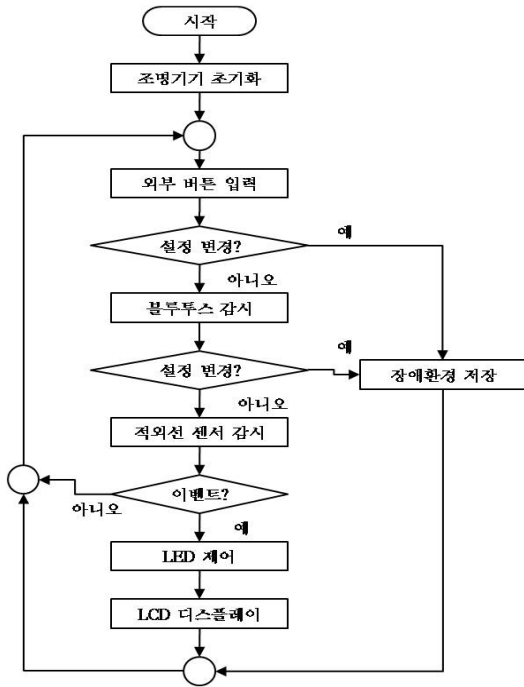 시작
조명기기 초기화
외부 버튼 입력
설정 변경?
예
아니오
블루투스 감시
설정 변경?
예
장애환경 저장
아니오
적외선 센서 감시
이벤트?
아니오
예
LED 제어
LCD 디스플레이